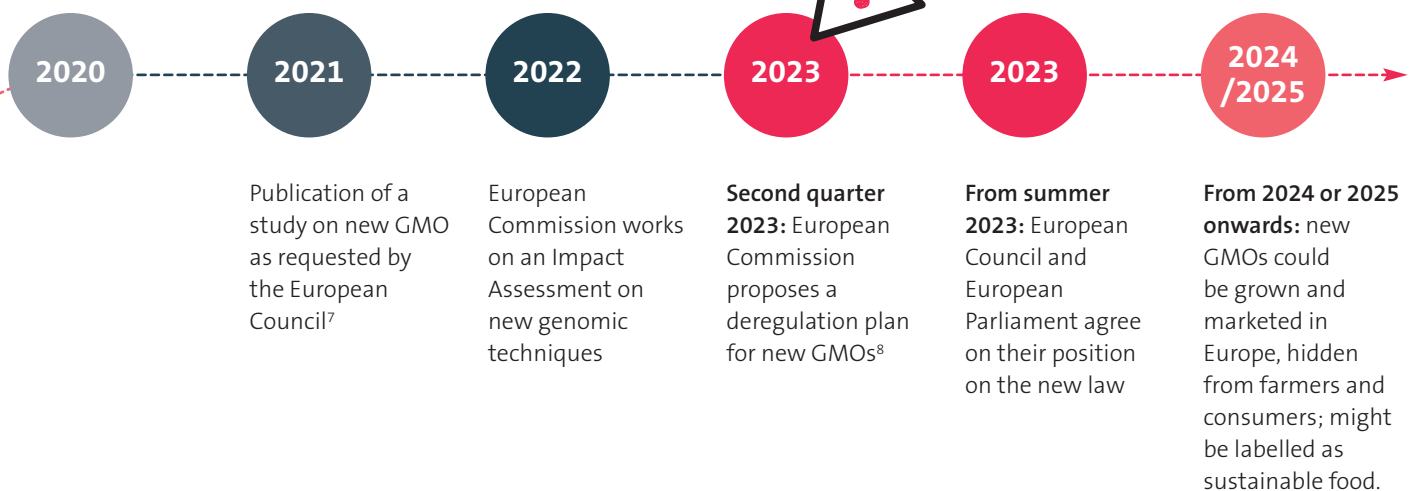 2020
2021
2022
2023
2023
2024
/2025
Publication of a
study on new GMO
as requested by
the European
Council⁷
European
Commission works
on an Impact
Assessment on
new genomic
techniques
Second quarter
2023: European
Commission
proposes a
deregulation plan
for new GMOs⁸
From summer
2023: European
Council and
European
Parliament agree
on their position
on the new law
From 2024 or 2025
onwards: new
GMOs could
be grown and
marketed in
Europe, hidden
from farmers and
consumers; might
be labelled as
sustainable food.